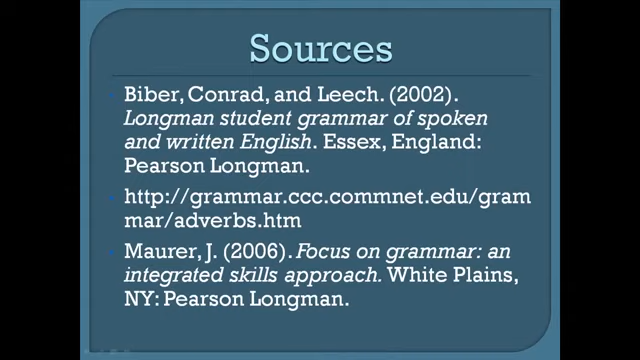 Sources
Biber, Conrad, and Leech. (2002).
Longman student grammar of spoken
and written English. Essex, England:
Pearson Longman.
http://grammar.ccc.commnet.edu/gram
mar/adverbs.htm
Maurer, J. (2006). Focus on grammar: an
integrated skills approach. White Plains,
NY: Pearson Longman.